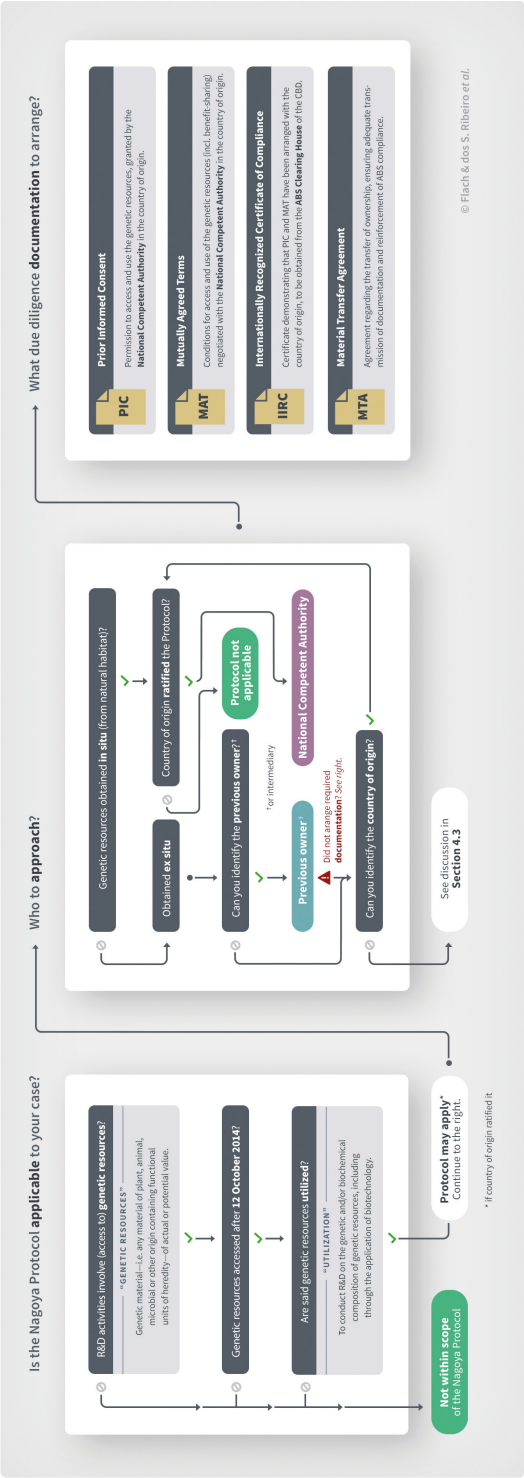 Is the Nagoya Protocol applicable to your case?
R&D activities involve (access to) genetic resources?
“GENETIC RESOURCES”
Genetic material—i.e. any material of plant, animal,
microbial or other origin containing functional
units of heredity—of actual or potential value.
Genetic resources accessed after 12 October 2014?
Are said genetic resources utilized?
“UTILIZATION”
To conduct R&D on the genetic and/or biochemical
composition of genetic resources, including
through the application of biotechnology.
Not within scope
of the Nagoya Protocol
Protocol may apply*
Continue to the right.
* if country of origin ratified it
Who to approach?
Genetic resources obtained in situ (from natural habitat)?
Obtained ex situ
Country of origin ratified the Protocol?
Can you identify the previous owner?†
Protocol not
applicable
† or intermediary
Previous owner†
National Competent Authority
Did not arange required
documentation? See right.
Can you identify the country of origin?
See discussion in
Section 4.3
What due diligence documentation to arrange?
PIC
Prior Informed Consent
Permission to access and use the genetic resources, granted by the
National Competent Authority in the country of origin.
MAT
Mutually Agreed Terms
Conditions for access and use of the genetic resources (incl. benefit-sharing)
negotiated with the National Competent Authority in the country of origin.
IIRC
Internationally Recognized Certificate of Compliance
Certificate demonstrating that PIC and MAT have been arranged with the
country of origin, to be obtained from the ABS Clearing House of the CBD.
MTA
Material Transfer Agreement
Agreement regarding the transfer of ownership, ensuring adequate trans-
mission of documentation and reinforcement of ABS compliance.
© Flach & dos S. Ribeiro et al.